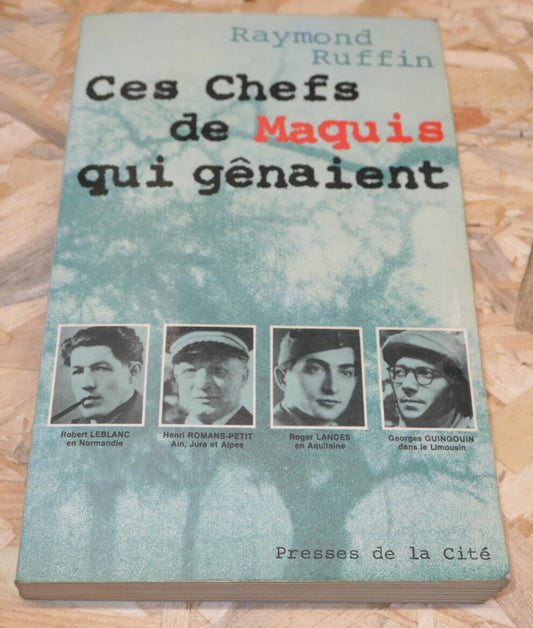 Raymond
Ruffin
Ces Chefs
de Maquis
qui gênaient
Robert LEBLANC
en Normandie
Henri ROMANS-PETIT
Ain, Jura et Alpes
Roger LANDES
en Aquitaine
Georges GUINGOUIN
dans le Limousin
Presses de la Cité